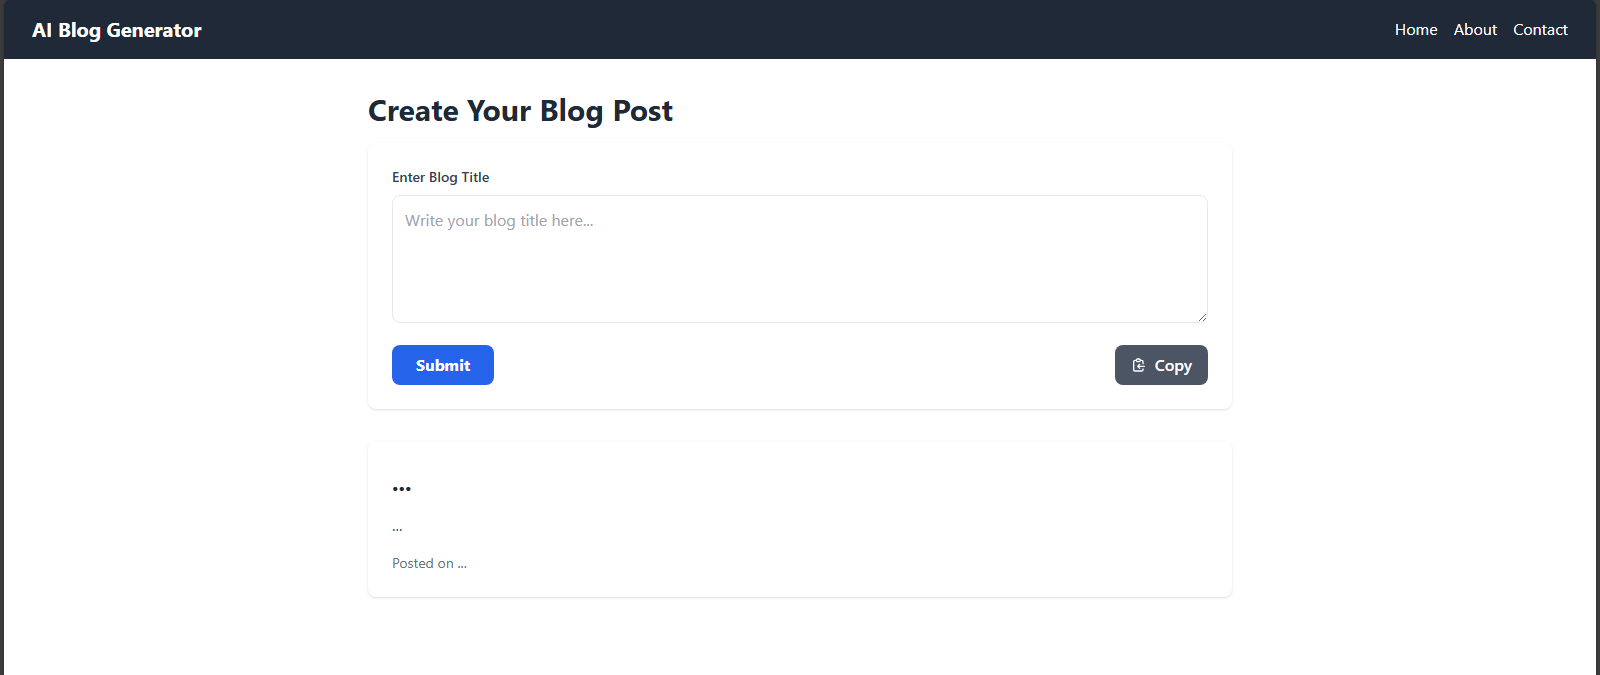 AI Blog Generator
Home About Contact
Create Your Blog Post
Enter Blog Title
Write your blog title here...
Submit
Copy
...
...
Posted on ...